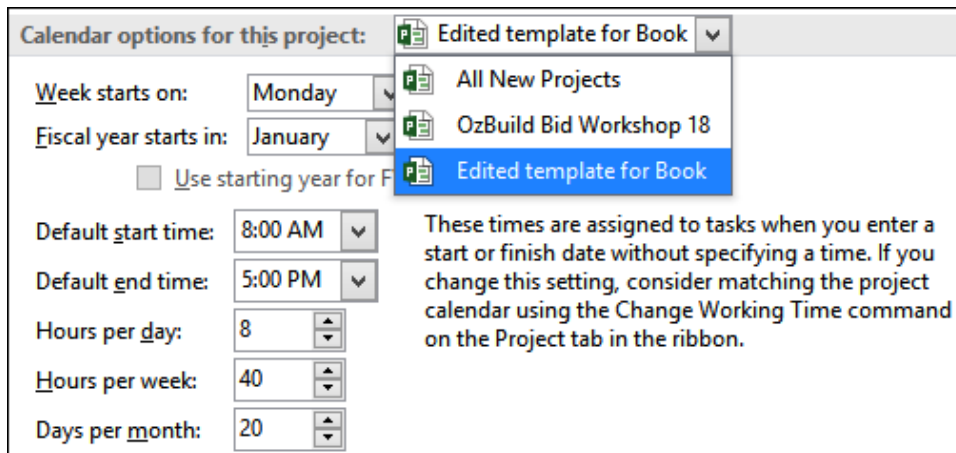 Calendar options for this project: Edited template for Book
All New Projects
OzBuild Bid Workshop 18
Edited template for Book
Week starts on: Monday
Fiscal year starts in: January
Use starting year for F
Default start time: 8:00 AM
Default end time: 5:00 PM
Hours per day: 8
Hours per week: 40
Days per month: 20
These times are assigned to tasks when you enter a
start or finish date without specifying a time. If you
change this setting, consider matching the project
calendar using the Change Working Time command
on the Project tab in the ribbon.